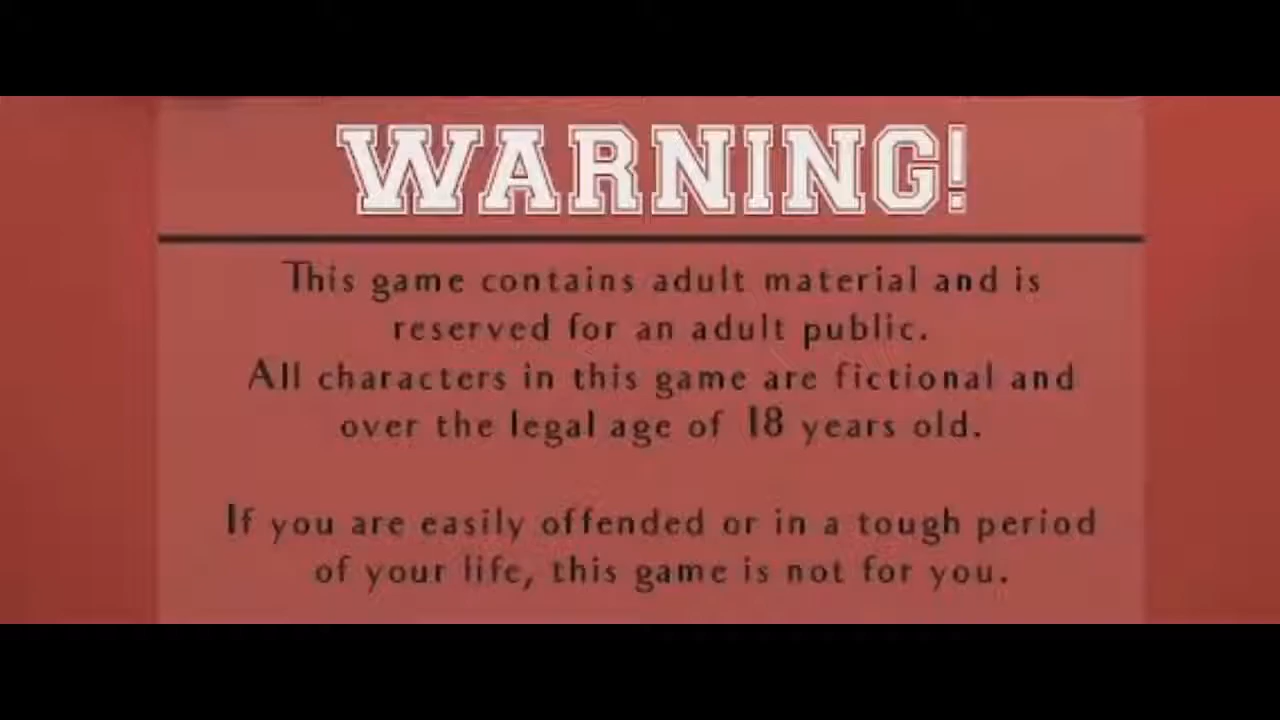 WARNING!
This game contains adult material and is
reserved for an adult public.
All characters in this game are fictional and
over the legal age of 18 years old.
If you are easily offended or in a tough period
of your life, this game is not for you.